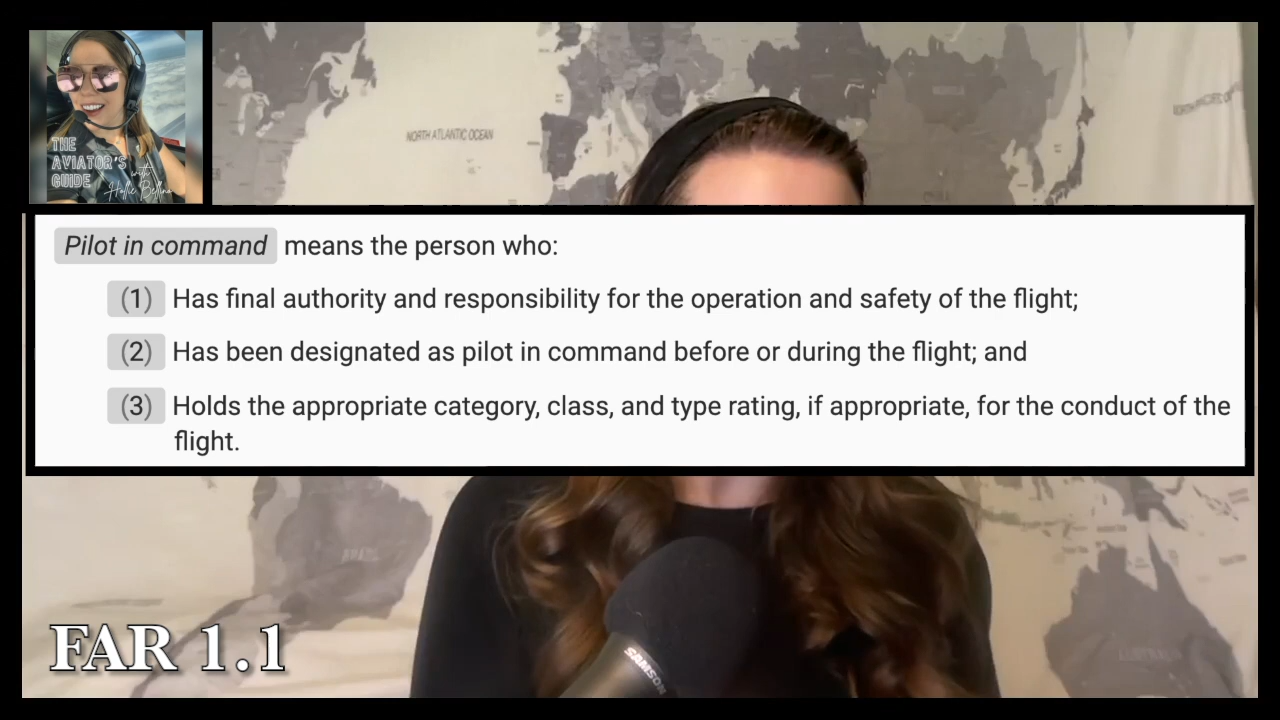 THE
AVIATOR'S
GUIDE
with
NORTH ATLANTIC OCEAN
Pilot in command means the person who:
(1) Has final authority and responsibility for the operation and safety of the flight;
(2) Has been designated as pilot in command before or during the flight; and
(3) Holds the appropriate category, class, and type rating, if appropriate, for the conduct of the
flight.
BRAZIL
SAMSON
AUSTRALIA
FAR 1.1